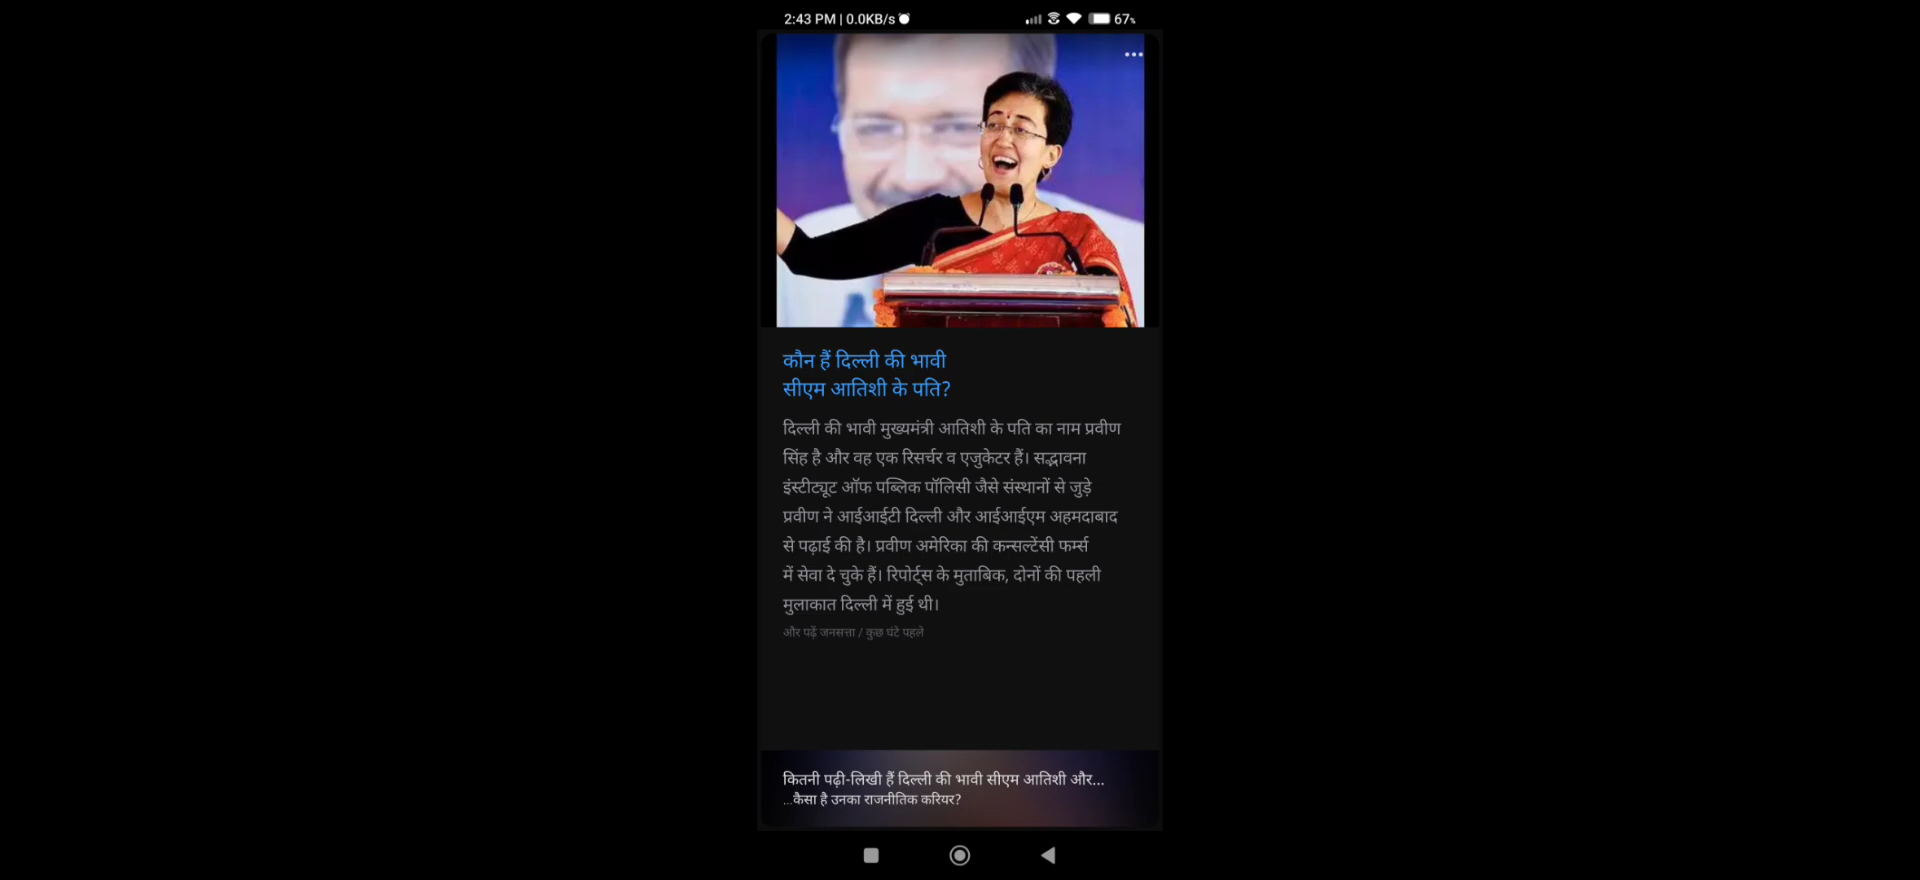 2:43 PM | 0.0KB/s 67%
कौन हैं दिल्ली की भावी
सीएम आतिशी के पति?
दिल्ली की भावी मुख्यमंत्री आतिशी के पति का नाम प्रवीण
सिंह है और वह एक रिसर्चर व एजुकेटर हैं। सद्भावना
इंस्टीट्यूट ऑफ पब्लिक पॉलिसी जैसे संस्थानों से जुड़े
प्रवीण ने आईआईटी दिल्ली और आईआईएम अहमदाबाद
से पढ़ाई की है। प्रवीण अमेरिका की कन्सल्टेंसी फर्म्स
में सेवा दे चुके हैं। रिपोर्ट्स के मुताबिक, दोनों की पहली
मुलाकात दिल्ली में हुई थी।
और पढ़ें जनसत्ता / कुछ घंटे पहले
कितनी पढ़ी-लिखी हैं दिल्ली की भावी सीएम आतिशी और...
...कैसा है उनका राजनीतिक करियर?